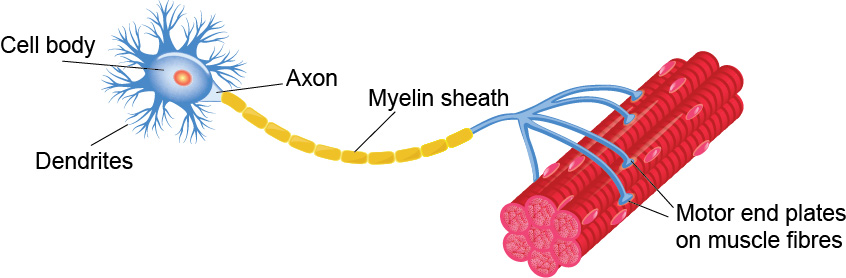 Cell body
Axon
Myelin sheath
Dendrites
Motor end plates
on muscle fibres